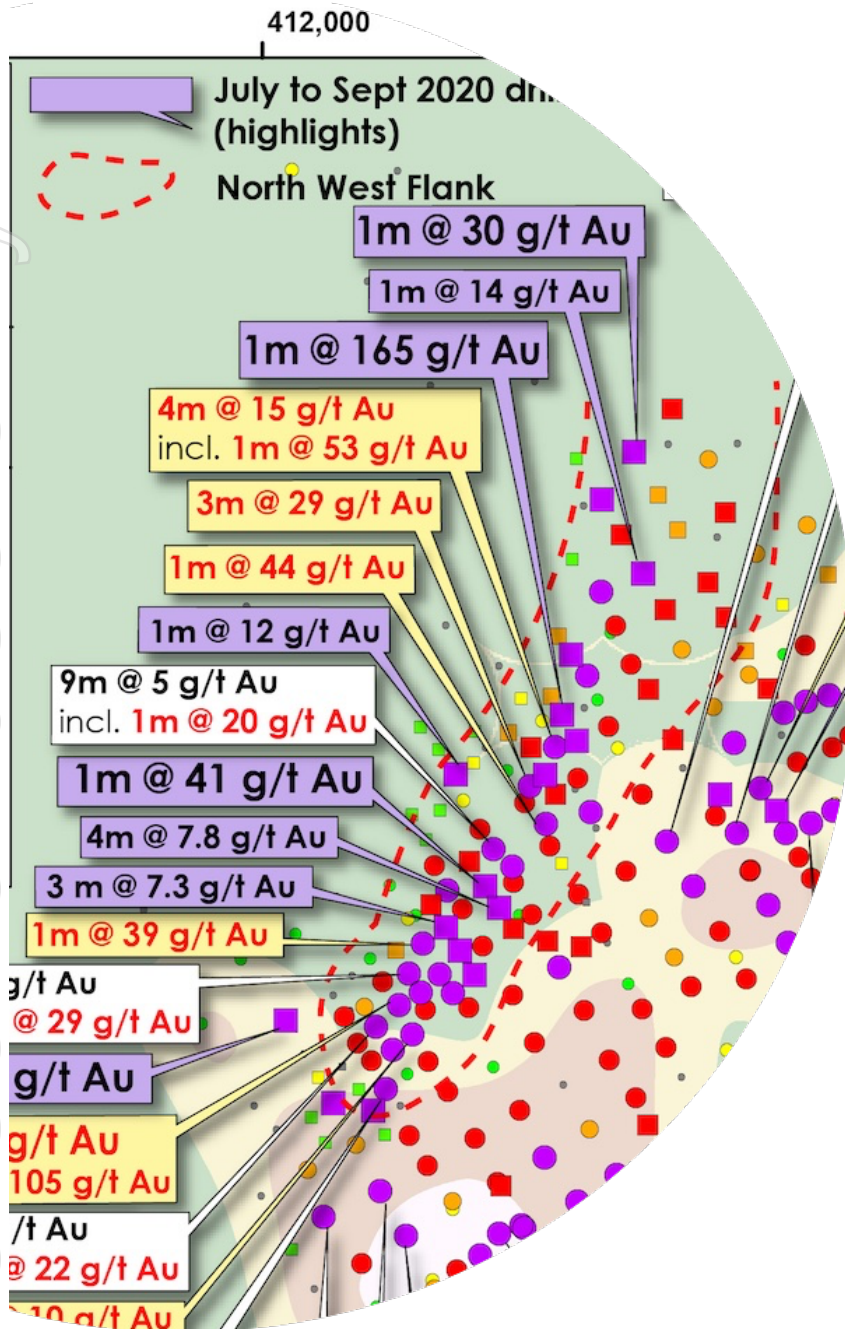 412,000
July to Sept 2020
(highlights)
North West Flank
1m @ 30 g/t Au
1m @ 14 g/t Au
1m @ 165 g/t Au
4m @ 15 g/t Au
incl. 1m @ 53 g/t Au
3m @ 29 g/t Au
1m @ 44 g/t Au
1m @ 12 g/t Au
9m @ 5 g/t Au
incl. 1m @ 20 g/t Au
1m @ 41 g/t Au
4m @ 7.8 g/t Au
3 m @ 7.3 g/t Au
1m @ 39 g/t Au
g/t Au
@ 29 g/t Au
g/t Au
g/t Au
105 g/t Au
/t Au
@ 22 g/t Au
10 g/t Au